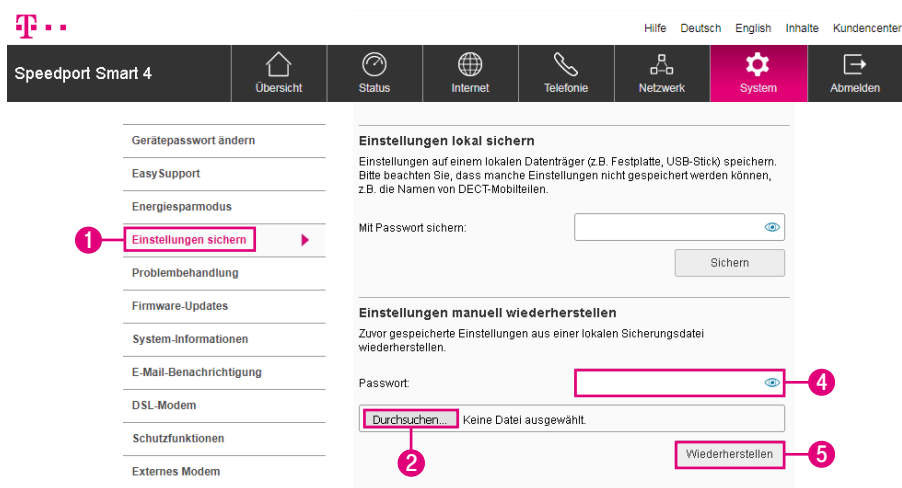 T
Hilfe Deutsch English Inhalte Kundencenter
Speedport Smart 4
Übersicht Status Internet Telefonie Netzwerk System Abmelden
Gerätepasswort ändern
EasySupport
Energiesparmodus
1 Einstellungen sichern
Problembehandlung
Firmware-Updates
System-Informationen
E-Mail-Benachrichtigung
DSL-Modem
Schutzfunktionen
Externes Modem
Einstellungen lokal sichern
Einstellungen auf einem lokalen Datenträger (z.B. Festplatte, USB-Stick) speichern.
Bitte beachten Sie, dass manche Einstellungen nicht gespeichert werden können,
z.B. die Namen von DECT-Mobilteilen.
Mit Passwort sichern:
Sichern
Einstellungen manuell wiederherstellen
Zuvor gespeicherte Einstellungen aus einer lokalen Sicherungsdatei
wiederherstellen.
Passwort: 4
Durchsuchen... Keine Datei ausgewählt.
2
Wiederherstellen 5